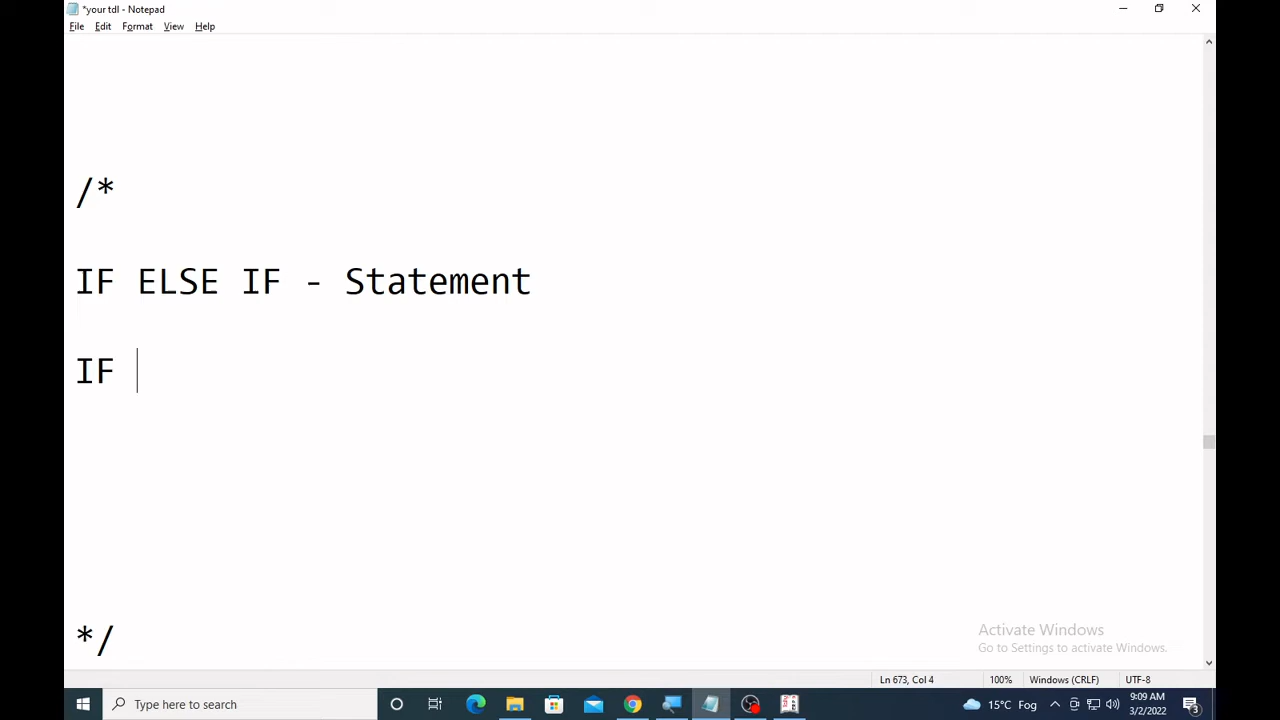 *your tdl - Notepad
File Edit Format View Help
/*
IF ELSE IF - Statement
IF
*/
Activate Windows
Go to Settings to activate Windows.
Ln 673, Col 4 100% Windows (CRLF) UTF-8
Type here to search 15°C Fog 9:09 AM
3/2/2022 3